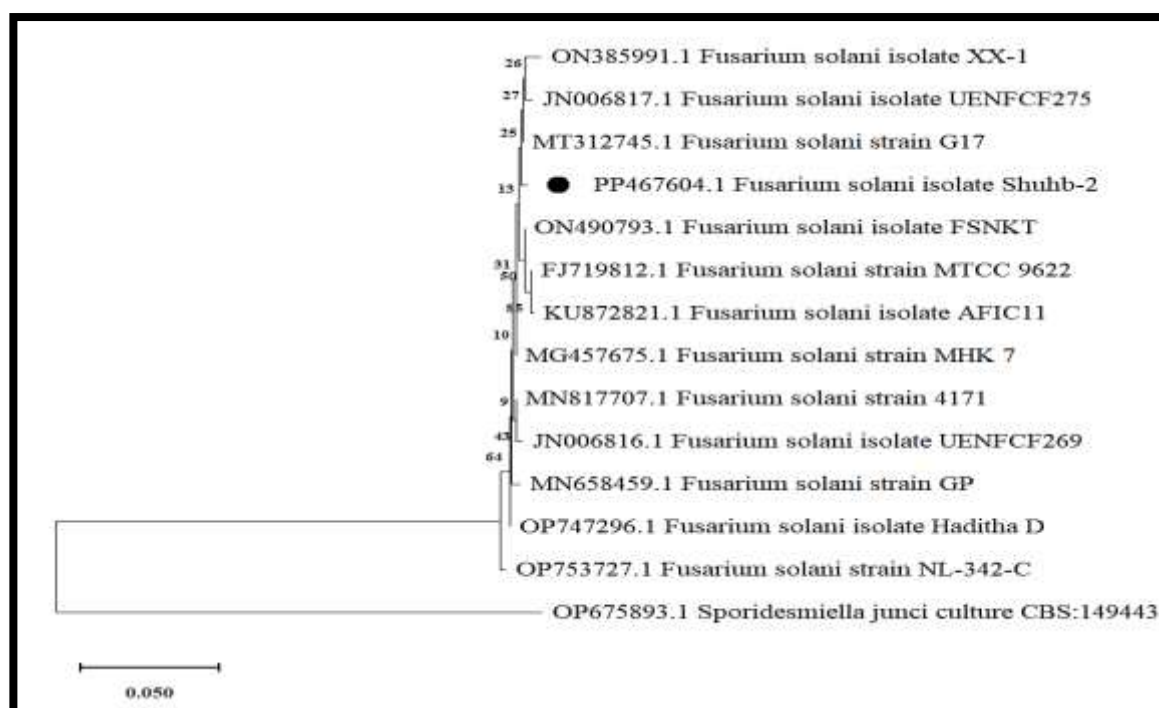 26
ON385991.1 Fusarium solani isolate XX-1
27
JN006817.1 Fusarium solani isolate UENFCF275
25
MT312745.1 Fusarium solani strain G17
13
PP467604.1 Fusarium solani isolate Shuhb-2
ON490793.1 Fusarium solani isolate FSNKT
31
50
FJ719812.1 Fusarium solani strain MTCC 9622
85
KU872821.1 Fusarium solani isolate AFIC11
10
MG457675.1 Fusarium solani strain MHK 7
9
MN817707.1 Fusarium solani strain 4171
43
JN006816.1 Fusarium solani isolate UENFCF269
64
MN658459.1 Fusarium solani strain GP
OP747296.1 Fusarium solani isolate Haditha D
OP753727.1 Fusarium solani strain NL-342-C
OP675893.1 Sporidesmiella junci culture CBS:149443
0.050